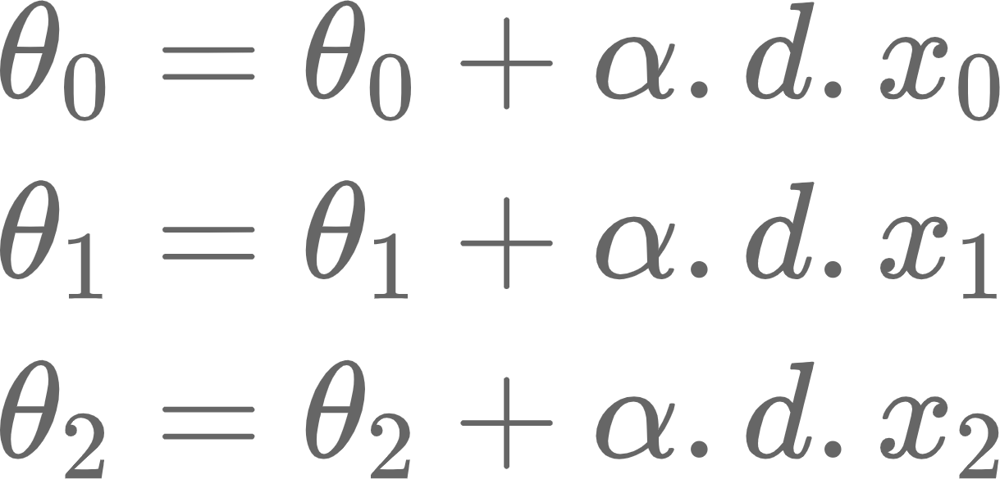 θ₀ = θ₀ + α.d.x₀
θ₁ = θ₁ + α.d.x₁
θ₂ = θ₂ + α.d.x₂